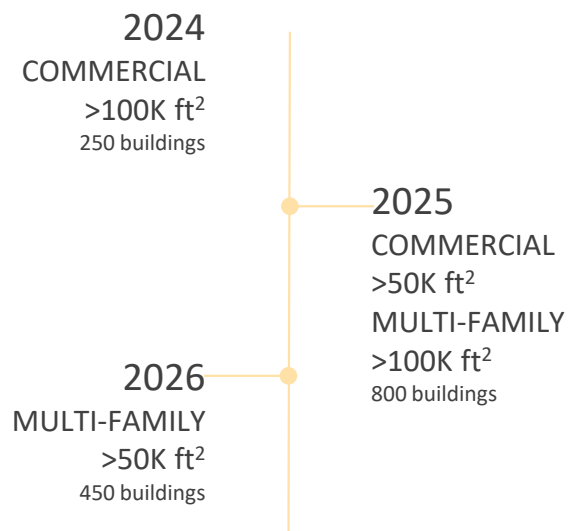 2024
COMMERCIAL
>100K ft²
250 buildings
2025
COMMERCIAL
>50K ft²
MULTI-FAMILY
>100K ft²
800 buildings
2026
MULTI-FAMILY
>50K ft²
450 buildings